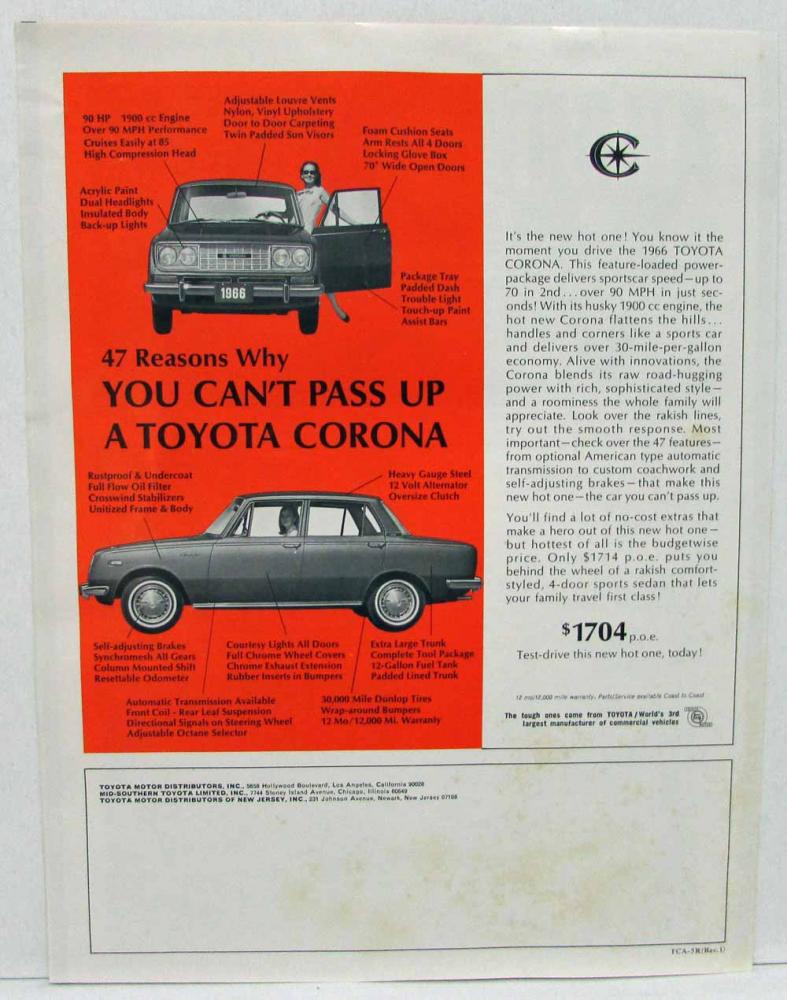 90 HP 1900 cc Engine
Over 90 MPH Performance
Cruises Easily at 85
High Compression Head
Adjustable Louvre Vents
Nylon, Vinyl Upholstery
Door to Door Carpeting
Twin Padded Sun Visors
Foam Cushion Seats
Arm Rests All 4 Doors
Locking Glove Box
70° Wide Open Doors
Acrylic Paint
Dual Headlights
Insulated Body
Back-up Lights
Package Tray
Padded Dash
Trouble Light
Touch-up Paint
Assist Bars
1966
47 Reasons Why
YOU CAN'T PASS UP
A TOYOTA CORONA
Rustproof & Undercoat
Full Flow Oil Filter
Crosswind Stabilizers
Unitized Frame & Body
Heavy Gauge Steel
12 Volt Alternator
Oversize Clutch
Self-adjusting Brakes
Synchromesh All Gears
Column Mounted Shift
Resettable Odometer
Courtesy Lights All Doors
Full Chrome Wheel Covers
Chrome Exhaust Extension
Rubber Inserts in Bumpers
Extra Large Trunk
Complete Tool Package
12-Gallon Fuel Tank
Padded Lined Trunk
Automatic Transmission Available
Front Coil - Rear Leaf Suspension
Directional Signals on Steering Wheel
Adjustable Octane Selector
30,000 Mile Dunlop Tires
Wrap-around Bumpers
12 Mo/12,000 Mi. Warranty
C
It's the new hot one! You know it the
moment you drive the 1966 TOYOTA
CORONA. This feature-loaded power-
package delivers sportscar speed—up to
70 in 2nd...over 90 MPH in just sec-
onds! With its husky 1900 cc engine, the
hot new Corona flattens the hills...
handles and corners like a sports car
and delivers over 30-mile-per-gallon
economy. Alive with innovations, the
Corona blends its raw road-hugging
power with rich, sophisticated style—
and a roominess the whole family will
appreciate. Look over the rakish lines,
try out the smooth response. Most
important—check over the 47 features—
from optional American type automatic
transmission to custom coachwork and
self-adjusting brakes—that make this
new hot one—the car you can't pass up.
You'll find a lot of no-cost extras that
make a hero out of this new hot one—
but hottest of all is the budgetwise
price. Only $1714 p.o.e. puts you
behind the wheel of a rakish comfort-
styled, 4-door sports sedan that lets
your family travel first class!
$1704 p.o.e.
Test-drive this new hot one, today!
12 mo/12,000 mile warranty. Parts/Service available Coast to Coast
The tough ones come from TOYOTA/World's 3rd
largest manufacturer of commercial vehicles
TOYOTA MOTOR DISTRIBUTORS, INC., 5858 Hollywood Boulevard, Los Angeles, California 90028
MID-SOUTHERN TOYOTA LIMITED, INC., 7744 Stoney Island Avenue, Chicago, Illinois 60649
TOYOTA MOTOR DISTRIBUTORS OF NEW JERSEY, INC., 231 Johnson Avenue, Newark, New Jersey 07108
TCA-5R(Rev.1)